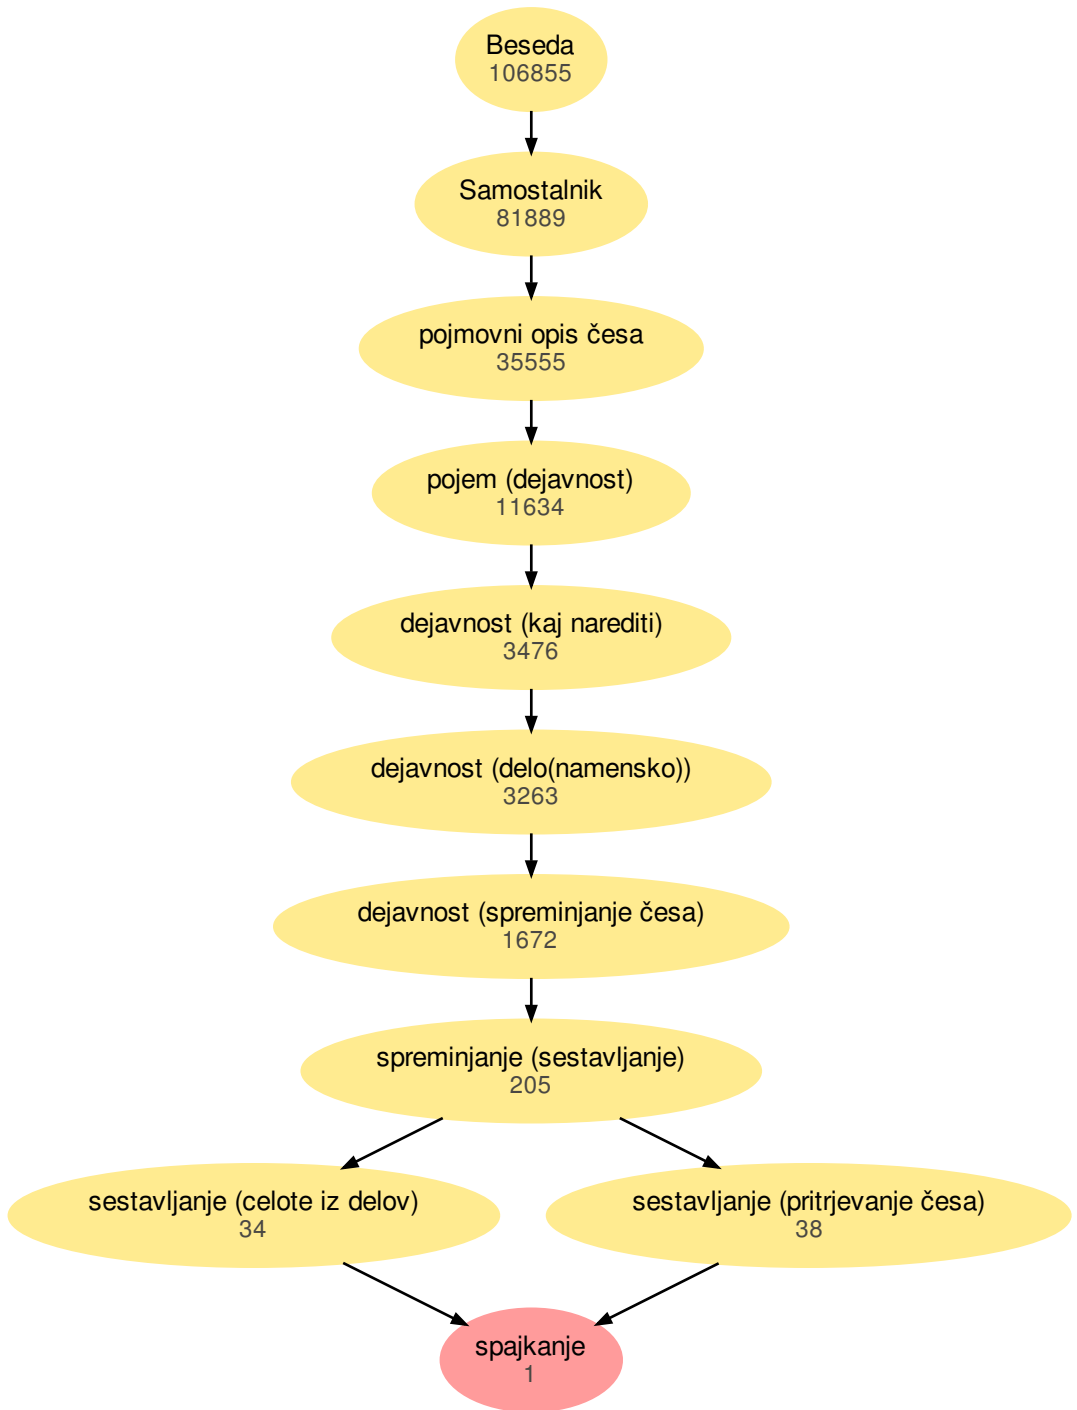 Beseda
106855
Samostalnik
81889
pojmovni opis česa
35555
pojem (dejavnost)
11634
dejavnost (kaj narediti)
3476
dejavnost (delo(namensko))
3263
dejavnost (spreminjanje česa)
1672
spreminjanje (sestavljanje)
205
sestavljanje (celote iz delov)
34
sestavljanje (pritrjevanje česa)
38
spajkanje
1